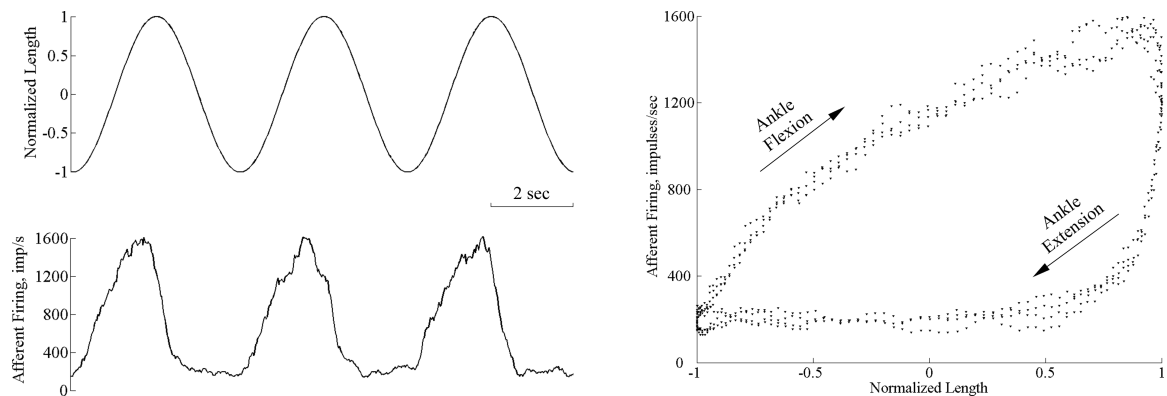 Normalized Length
1
0.5
0
-0.5
-1
2 sec
Afferent Firing, imp/s
1600
1200
800
400
0
Afferent Firing, impulses/sec
1600
1200
800
400
0
Ankle
Flexion
Ankle
Extension
-1
-0.5
0
0.5
1
Normalized Length